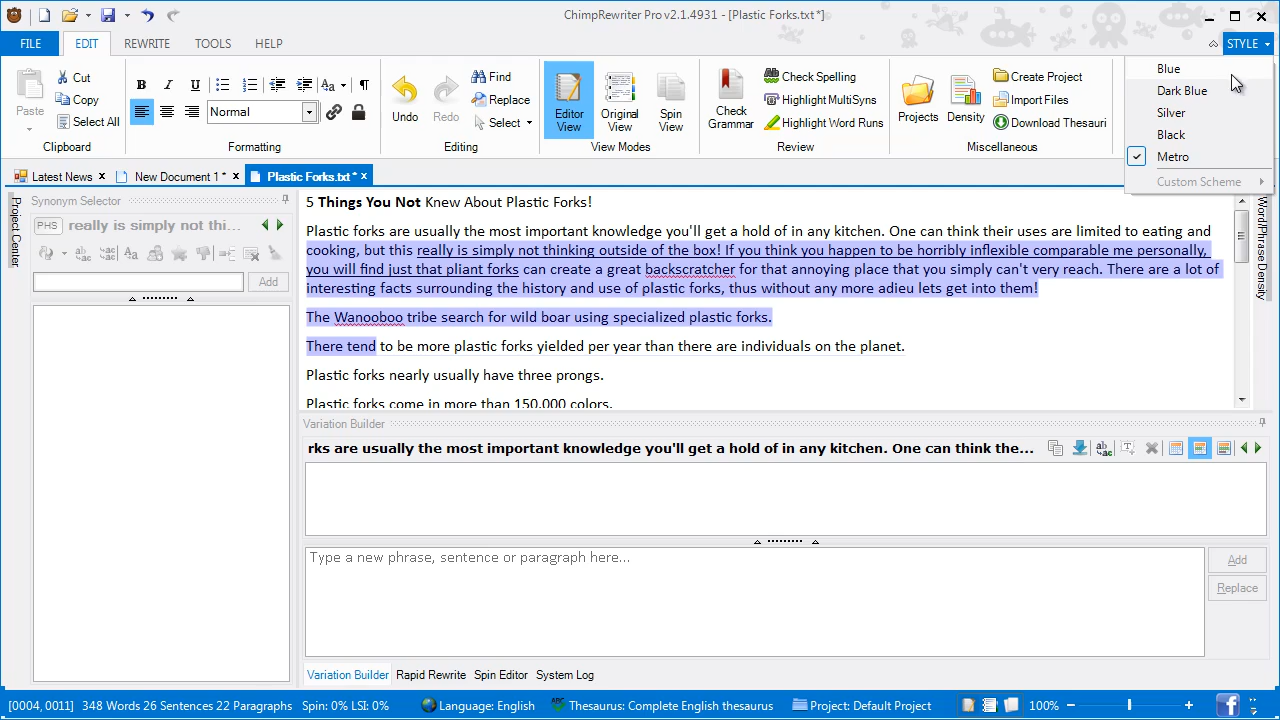 ChimpRewriter Pro v2.1.4931 - [Plastic Forks.txt *]
FILE EDIT REWRITE TOOLS HELP STYLE
Paste Cut Copy Select All
Clipboard
B I U Aa ¶
Normal
Formatting
Undo Redo Find Replace Select
Editing
Editor View Original View Spin View
View Modes
Check Grammar Check Spelling Highlight MultiSyns Highlight Word Runs
Review
Projects Density Create Project Import Files Download Thesauri
Miscellaneous
Blue
Dark Blue
Silver
Black
Metro
Custom Scheme
Latest News New Document 1 * Plastic Forks.txt *
Project Center
Synonym Selector
PHS really is simply not thi...
Add
5 Things You Not Knew About Plastic Forks!
Plastic forks are usually the most important knowledge you'll get a hold of in any kitchen. One can think their uses are limited to eating and
cooking, but this really is simply not thinking outside of the box! If you think you happen to be horribly inflexible comparable me personally,
you will find just that pliant forks can create a great backscratcher for that annoying place that you simply can't very reach. There are a lot of
interesting facts surrounding the history and use of plastic forks, thus without any more adieu lets get into them!
The Wanooboo tribe search for wild boar using specialized plastic forks.
There tend to be more plastic forks yielded per year than there are individuals on the planet.
Plastic forks nearly usually have three prongs.
Plastic forks come in more than 150,000 colors.
Word/Phrase Density
Variation Builder
rks are usually the most important knowledge you'll get a hold of in any kitchen. One can think the...
Type a new phrase, sentence or paragraph here...
Add
Replace
Variation Builder Rapid Rewrite Spin Editor System Log
[0004, 0011] 348 Words 26 Sentences 22 Paragraphs Spin: 0% LSI: 0% Language: English Thesaurus: Complete English thesaurus Project: Default Project 100%